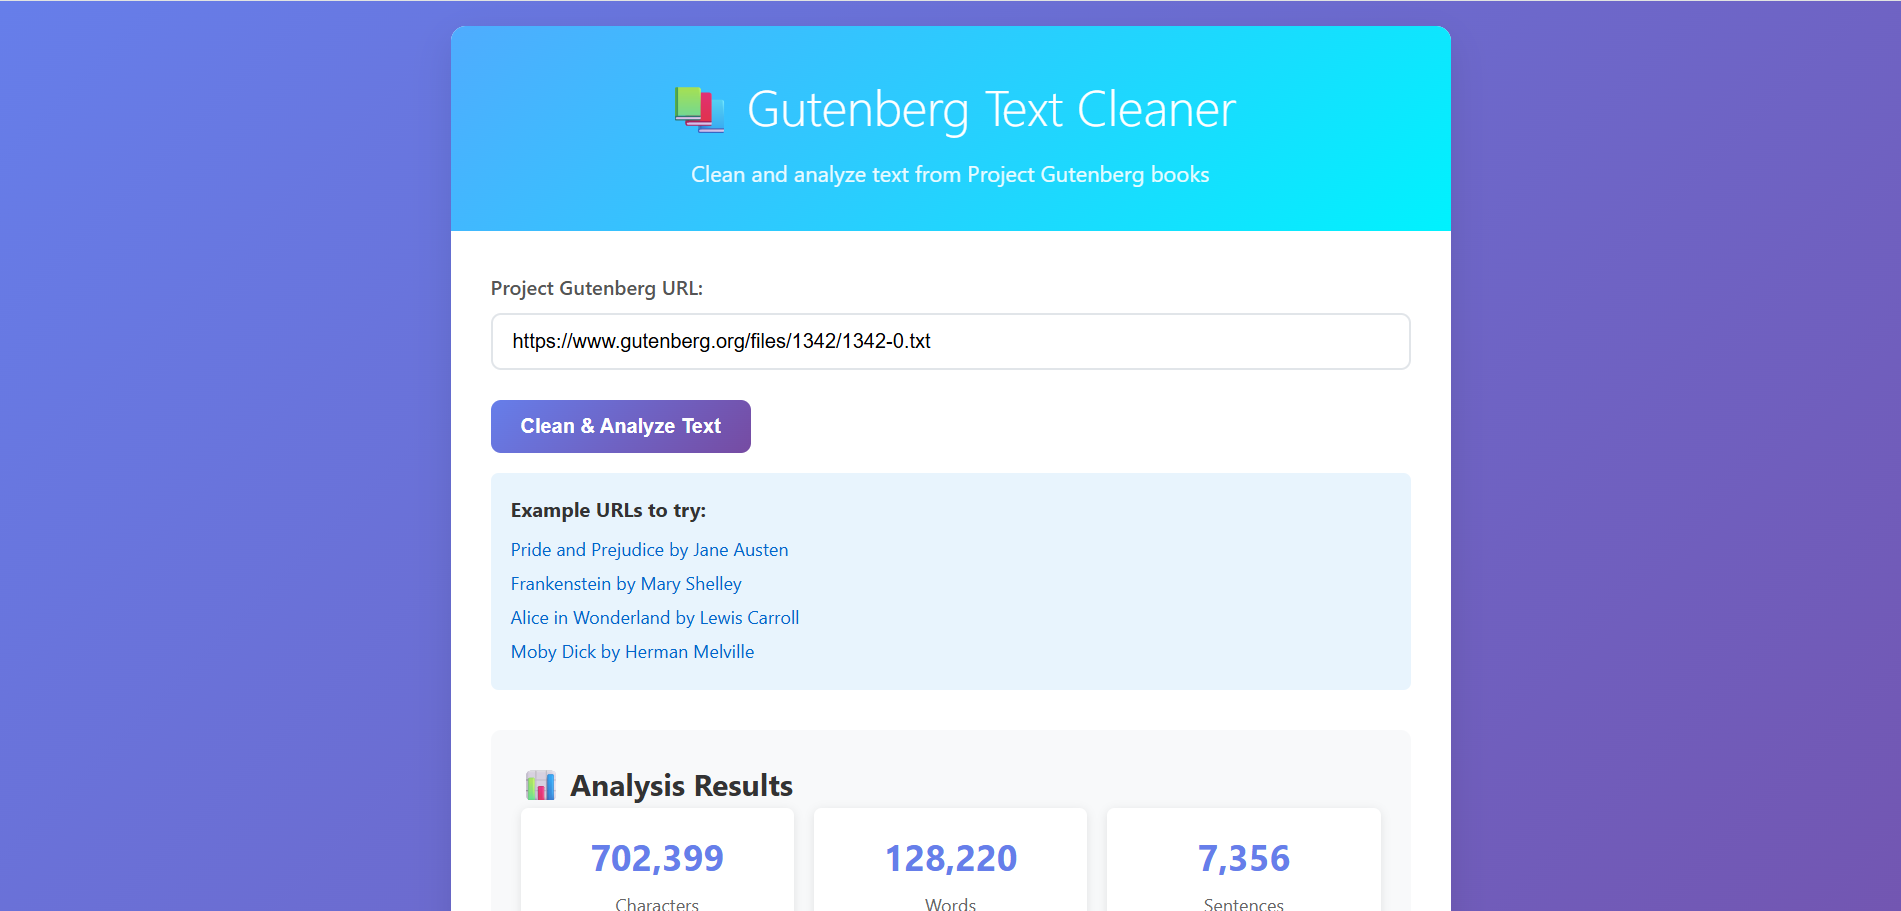 Gutenberg Text Cleaner
Clean and analyze text from Project Gutenberg books
Project Gutenberg URL:
https://www.gutenberg.org/files/1342/1342-0.txt
Clean & Analyze Text
Example URLs to try:
Pride and Prejudice by Jane Austen
Frankenstein by Mary Shelley
Alice in Wonderland by Lewis Carroll
Moby Dick by Herman Melville
Analysis Results
702,399 128,220 7,356
Characters Words Sentences